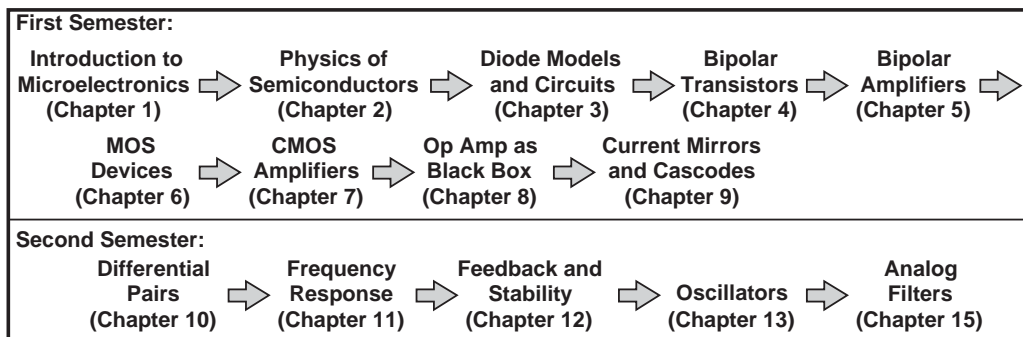 First Semester:
Introduction to
Microelectronics
(Chapter 1)
Physics of
Semiconductors
(Chapter 2)
Diode Models
and Circuits
(Chapter 3)
Bipolar
Transistors
(Chapter 4)
Bipolar
Amplifiers
(Chapter 5)
MOS
Devices
(Chapter 6)
CMOS
Amplifiers
(Chapter 7)
Op Amp as
Black Box
(Chapter 8)
Current Mirrors
and Cascodes
(Chapter 9)
Second Semester:
Differential
Pairs
(Chapter 10)
Frequency
Response
(Chapter 11)
Feedback and
Stability
(Chapter 12)
Oscillators
(Chapter 13)
Analog
Filters
(Chapter 15)